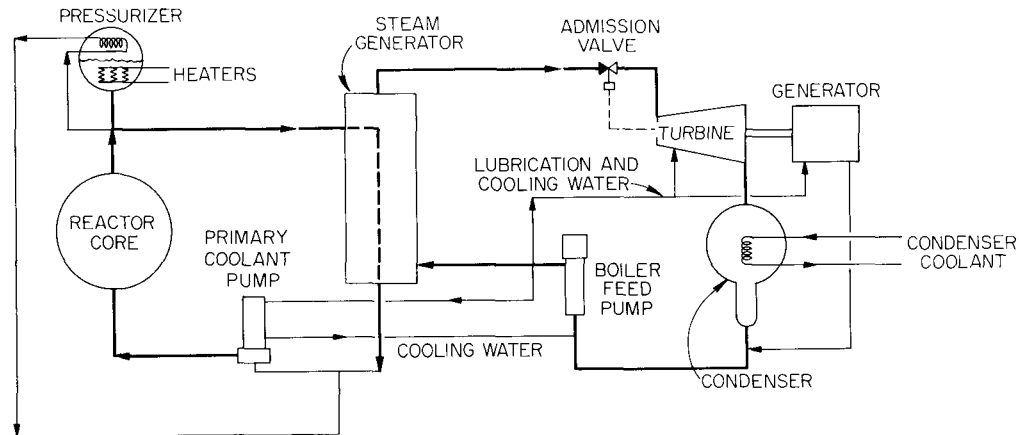 PRESSURIZER
HEATERS
STEAM
GENERATOR
ADMISSION
VALVE
GENERATOR
TURBINE
LUBRICATION AND
COOLING WATER
REACTOR
CORE
PRIMARY
COOLANT
PUMP
BOILER
FEED
PUMP
CONDENSER
COOLANT
COOLING WATER
CONDENSER